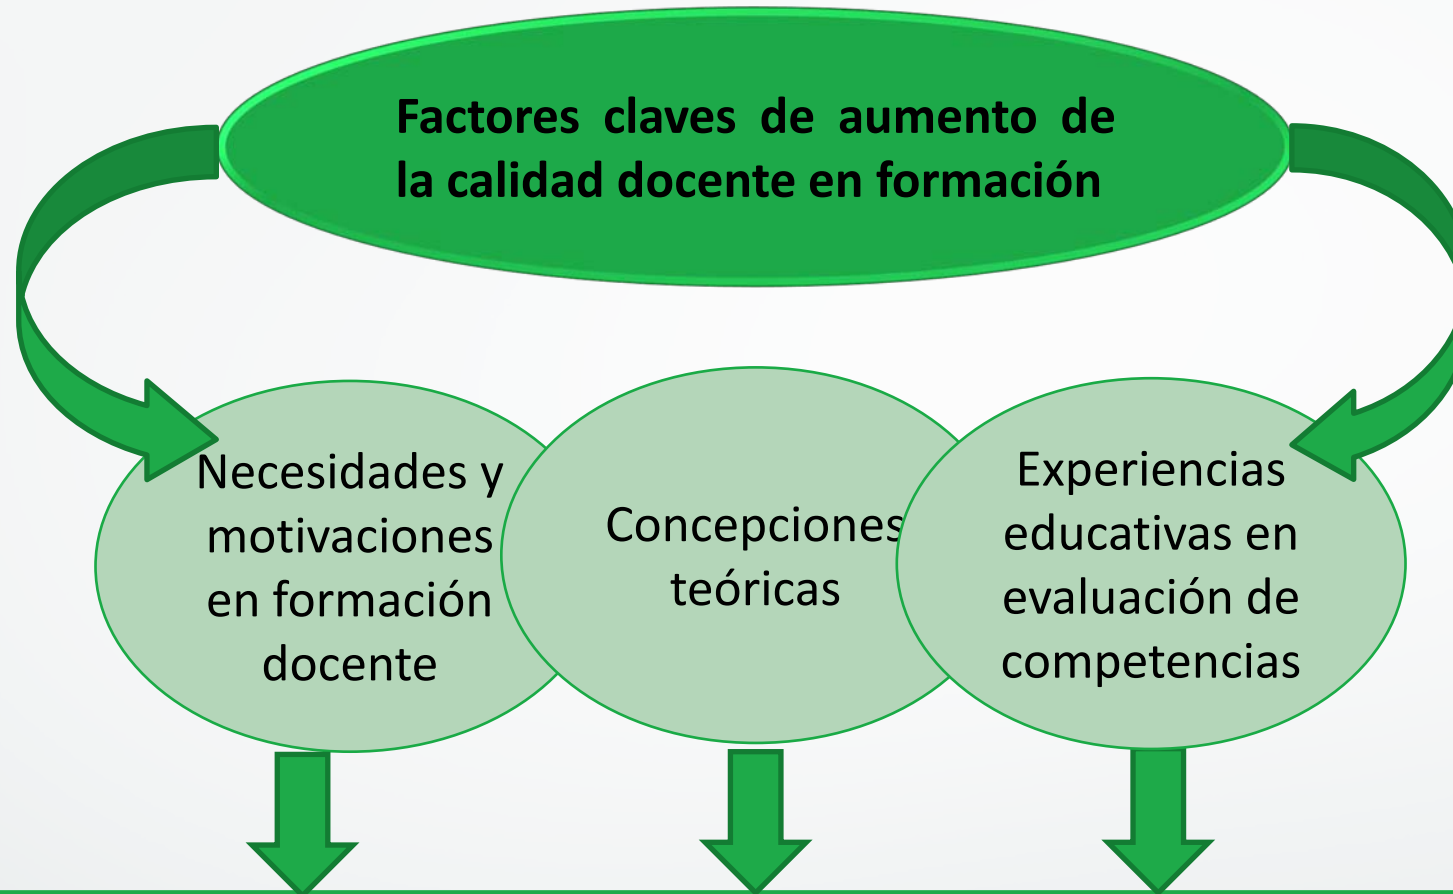 Factores claves de aumento de
la calidad docente en formación
Necesidades y
motivaciones
en formación
docente
Concepciones
teóricas
Experiencias
educativas en
evaluación de
competencias